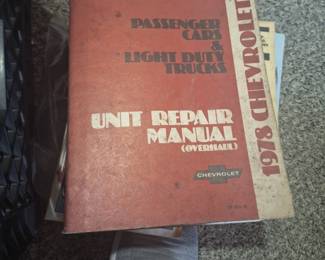 PASSENGER
CARS
&
LIGHT DUTY
TRUCKS
UNIT REPAIR
MANUAL
(OVERHAUL)
CHEVROLET
1978 CHEVROLET